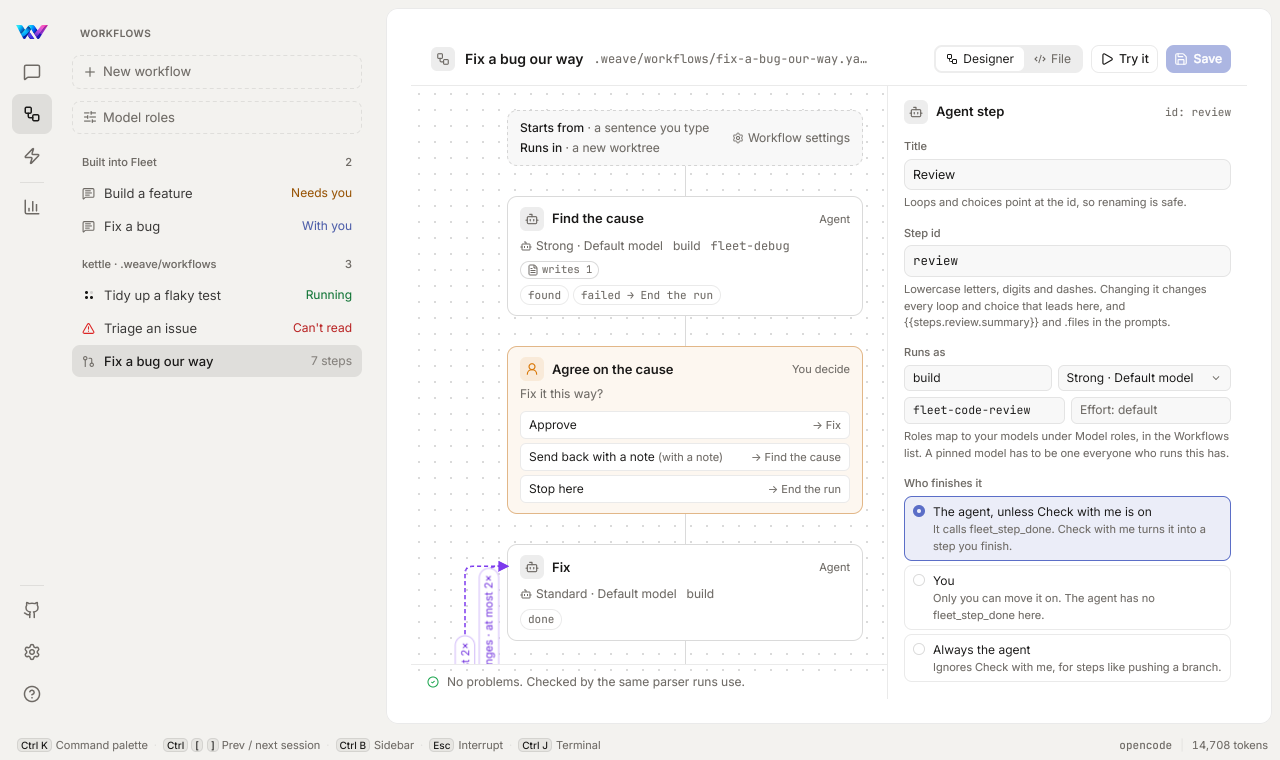 WORKFLOWS
New workflow
Model roles
Built into Fleet 2
Build a feature Needs you
Fix a bug With you
kettle · .weave/workflows 3
Tidy up a flaky test Running
Triage an issue Can't read
Fix a bug our way 7 steps
Fix a bug our way .weave/workflows/fix-a-bug-our-way.ya…
Designer File Try it Save
Starts from · a sentence you type
Runs in · a new worktree
Workflow settings
Find the cause Agent
Strong · Default model build fleet-debug
writes 1
found failed → End the run
Agree on the cause You decide
Fix it this way?
Approve → Fix
Send back with a note (with a note) → Find the cause
Stop here → End the run
Fix Agent
Standard · Default model build
done
nges · at most 2×
t 2×
No problems. Checked by the same parser runs use.
Agent step id: review
Title
Review
Loops and choices point at the id, so renaming is safe.
Step id
review
Lowercase letters, digits and dashes. Changing it changes
every loop and choice that leads here, and
{{steps.review.summary}} and .files in the prompts.
Runs as
build Strong · Default model
fleet-code-review Effort: default
Roles map to your models under Model roles, in the Workflows
list. A pinned model has to be one everyone who runs this has.
Who finishes it
The agent, unless Check with me is on
It calls fleet_step_done. Check with me turns it into a
step you finish.
You
Only you can move it on. The agent has no
fleet_step_done here.
Always the agent
Ignores Check with me, for steps like pushing a branch.
Ctrl K Command palette Ctrl [ ] Prev / next session Ctrl B Sidebar Esc Interrupt Ctrl J Terminal
opencode 14,708 tokens